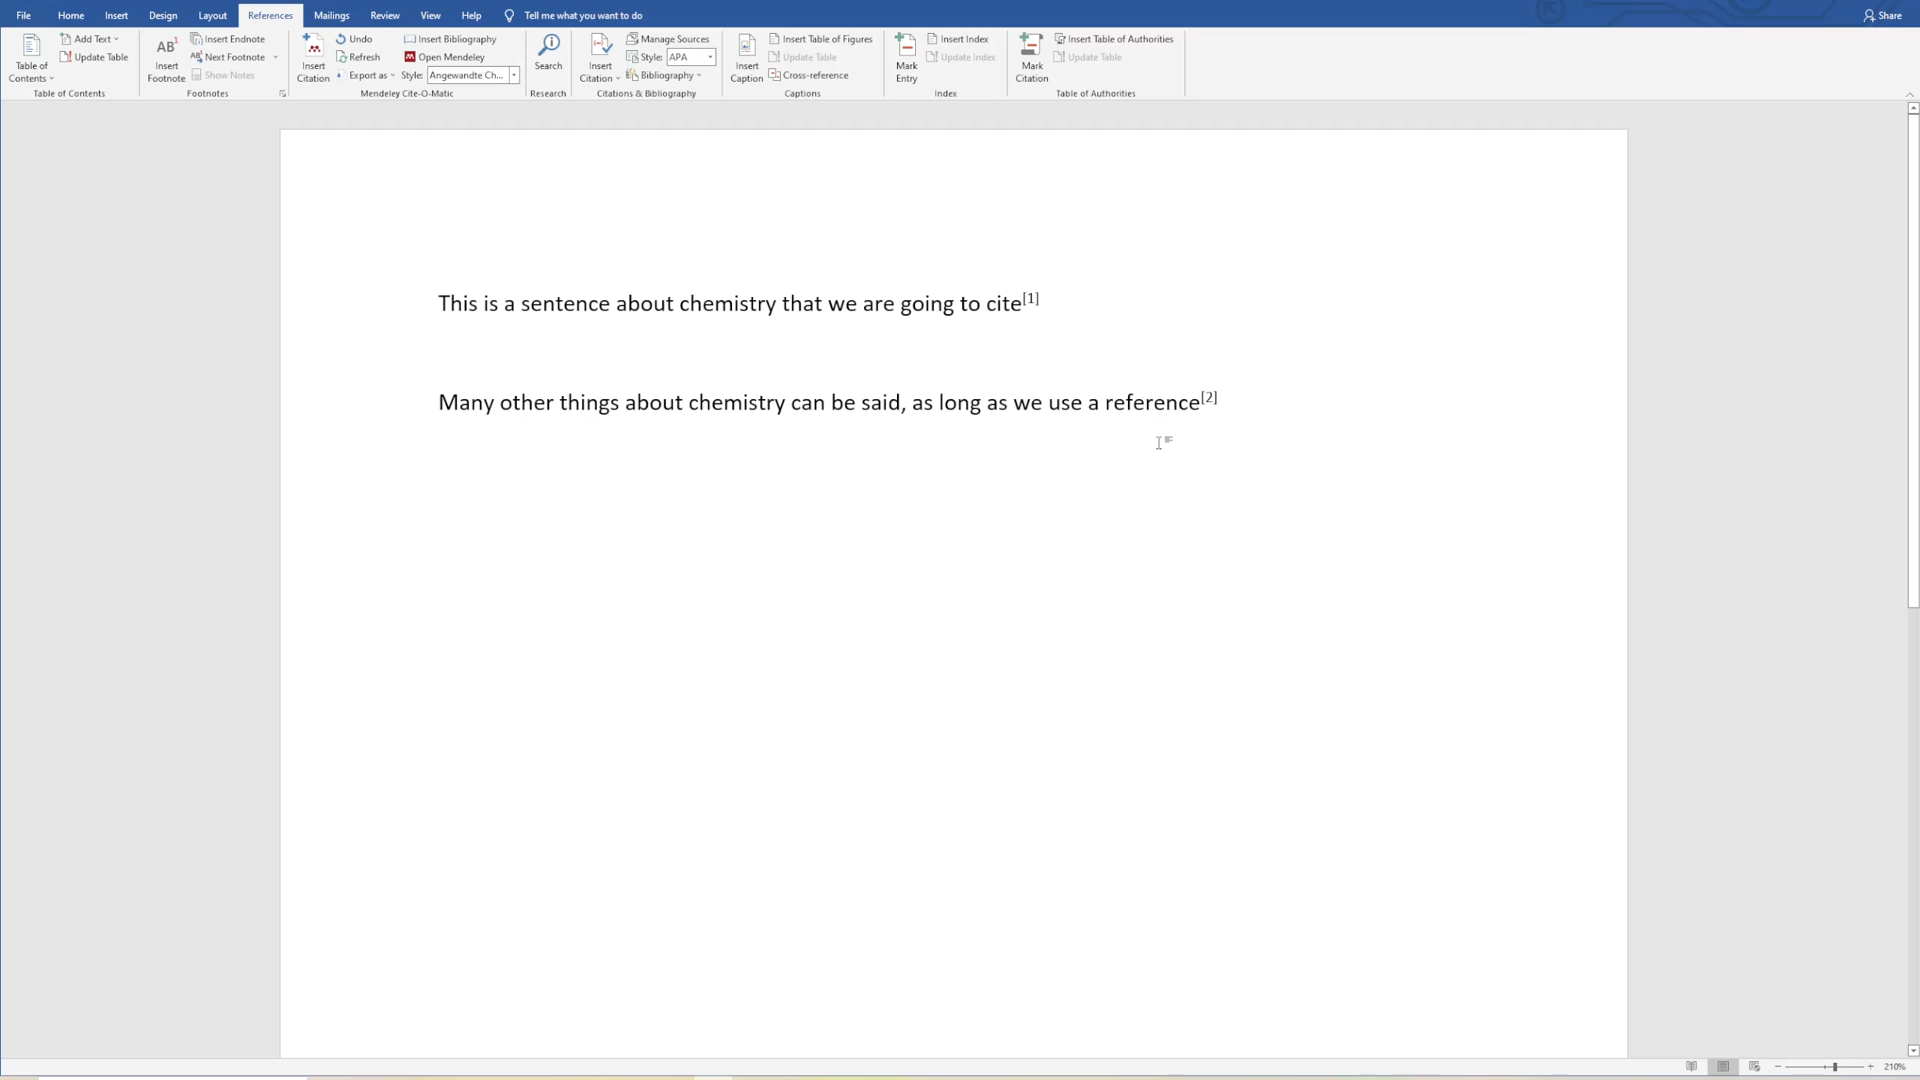 File Home Insert Design Layout References Mailings Review View Help Tell me what you want to do Share
Table of Contents
Add Text
Update Table
Table of Contents
AB1 Insert Footnote
Insert Endnote
Next Footnote
Show Notes
Footnotes
Insert Citation
Undo
Refresh
Export as
Insert Bibliography
Open Mendeley
Style: Angewandte Ch...
Mendeley Cite-O-Matic
Search
Research
Insert Citation
Manage Sources
Style: APA
Bibliography
Citations & Bibliography
Insert Caption
Insert Table of Figures
Update Table
Cross-reference
Captions
Mark Entry
Insert Index
Update Index
Index
Mark Citation
Insert Table of Authorities
Update Table
Table of Authorities
This is a sentence about chemistry that we are going to cite[1]
Many other things about chemistry can be said, as long as we use a reference[2]
210%